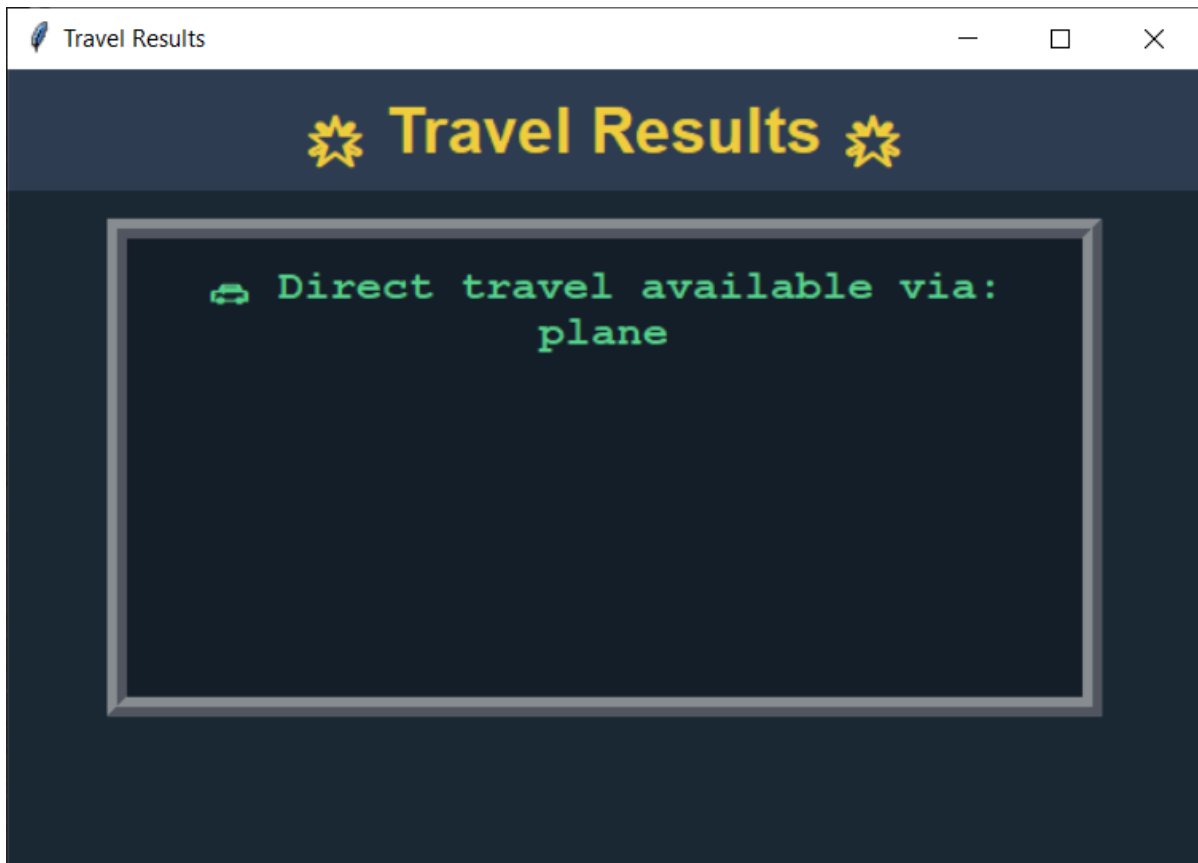 Travel Results
🌟 Travel Results 🌟
🚗 Direct travel available via:
plane